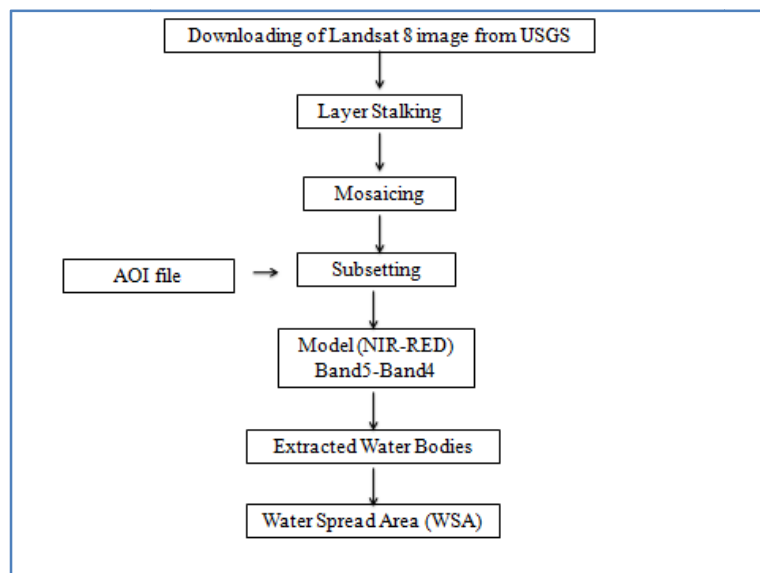 Downloading of Landsat 8 image from USGS
Layer Stalking
Mosaicing
AOI file
Subsetting
Model (NIR-RED)
Band5-Band4
Extracted Water Bodies
Water Spread Area (WSA)